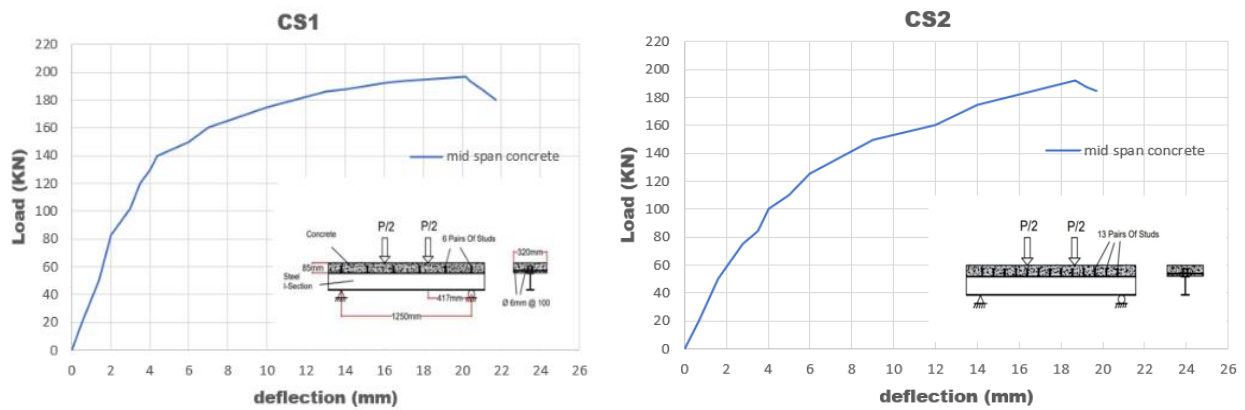 CS1
220
200
180
160
140
120
100
80
60
40
20
0
Load (KN)
mid span concrete
P/2 P/2
Concrete
6 Pairs Of Studs
320mm
85mm
Steel
I-Section
417mm
Ø 6mm @ 100
1250mm
0 2 4 6 8 10 12 14 16 18 20 22 24 26
deflection (mm)
CS2
220
200
180
160
140
120
100
80
60
40
20
0
Load (KN)
mid span concrete
P/2 P/2
13 Pairs Of Studs
0 2 4 6 8 10 12 14 16 18 20 22 24 26
deflection (mm)